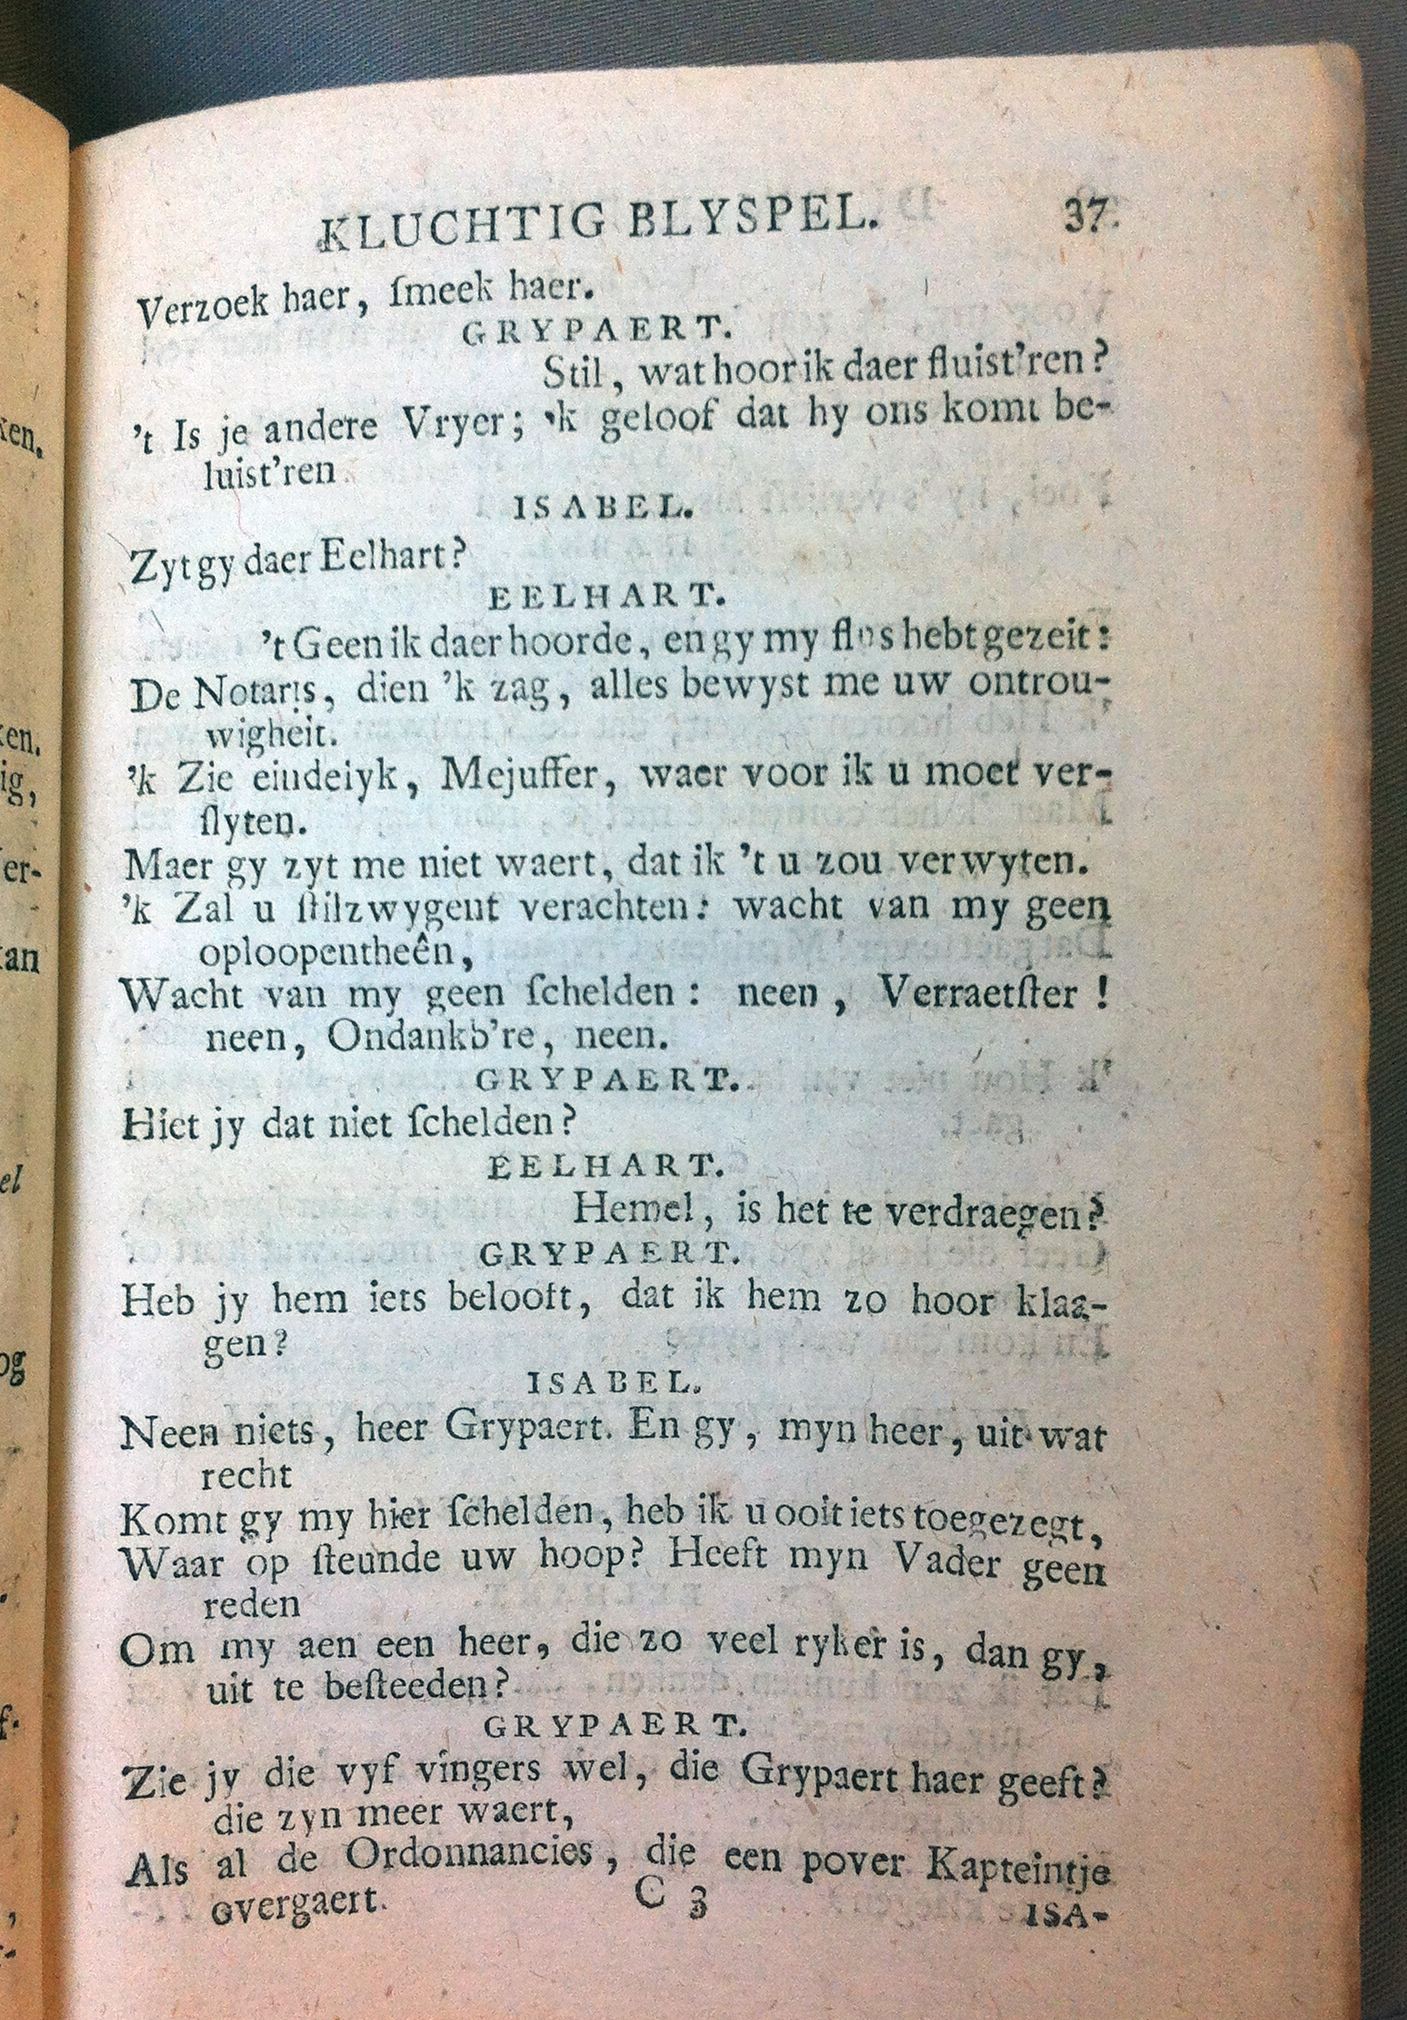 KLUCHTIG BLYSPEL. 37.
Verzoek haer, ſmeek haer.
GRYPAERT.
Stil, wat hoor ik daer fluist'ren?
't Is je andere Vryer; 'k geloof dat hy ons komt be-
luist'ren
ISABEL.
Zyt gy daer Eelhart?
EELHART.
't Geen ik daer hoorde, en gy my flus hebt gezeit:
De Notaris, dien 'k zag, alles bewyst me uw ontrou-
wigheit.
'k Zie eindelyk, Mejuffer, waer voor ik u moet ver-
ſlyten.
Maer gy zyt me niet waert, dat ik 't u zou verwyten.
'k Zal u ſtilzwygent verachten: wacht van my geen
oploopentheên,
Wacht van my geen ſchelden: neen, Verraetſter!
neen, Ondankb're, neen.
GRYPAERT.
Hiet jy dat niet ſchelden?
EELHART.
Hemel, is het te verdraegen?
GRYPAERT.
Heb jy hem iets belooft, dat ik hem zo hoor klaa-
gen?
ISABEL.
Neen niets, heer Grypaert. En gy, myn heer, uit wat
recht
Komt gy my hier ſchelden, heb ik u ooit iets toegezegt,
Waar op ſteunde uw hoop? Heeft myn Vader geen
reden
Om my aen een heer, die zo veel ryker is, dan gy,
uit te beſteeden?
GRYPAERT.
Zie jy die vyf vingers wel, die Grypaert haer geeft?
die zyn meer waert,
Als al de Ordonnancies, die een pover Kapteintje
overgaert.
C 3
ISA-
ken.
ken.
ig,
er-
kan
el
og